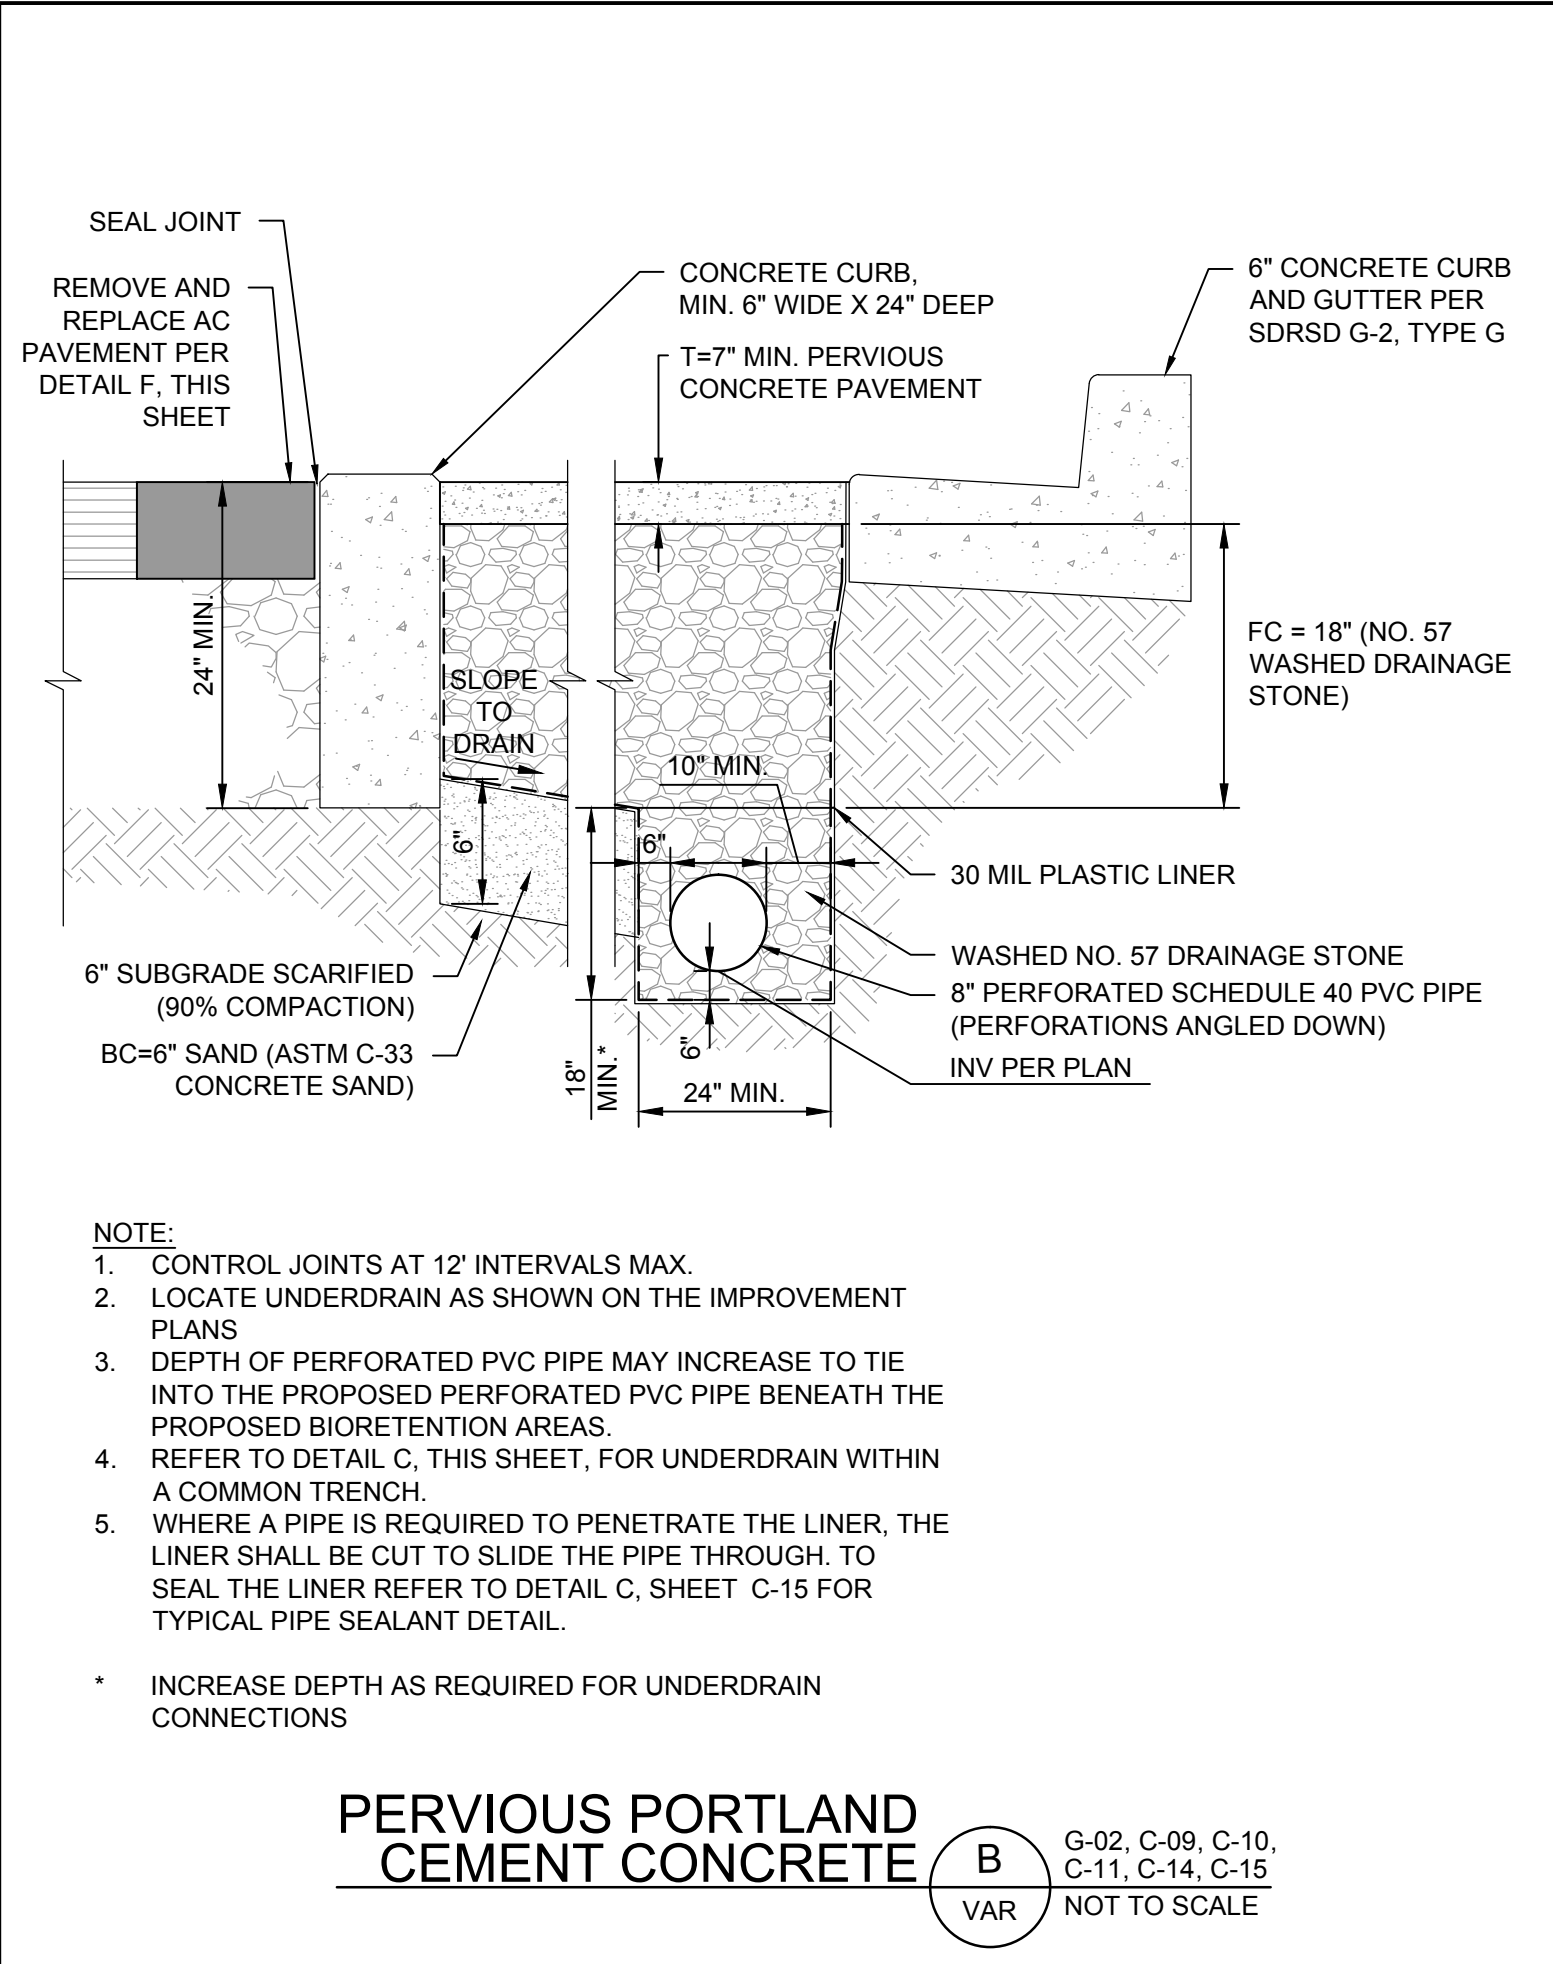 SEAL JOINT
REMOVE AND
REPLACE AC
PAVEMENT PER
DETAIL F, THIS
SHEET
CONCRETE CURB,
MIN. 6" WIDE X 24" DEEP
T=7" MIN. PERVIOUS
CONCRETE PAVEMENT
6" CONCRETE CURB
AND GUTTER PER
SDRSD G-2, TYPE G
24" MIN.
SLOPE
TO
DRAIN
10" MIN.
6"
6"
FC = 18" (NO. 57
WASHED DRAINAGE
STONE)
30 MIL PLASTIC LINER
WASHED NO. 57 DRAINAGE STONE
8" PERFORATED SCHEDULE 40 PVC PIPE
(PERFORATIONS ANGLED DOWN)
INV PER PLAN
6" SUBGRADE SCARIFIED
(90% COMPACTION)
BC=6" SAND (ASTM C-33
CONCRETE SAND)
18"
MIN. *
6"
24" MIN.
NOTE:
1. CONTROL JOINTS AT 12' INTERVALS MAX.
2. LOCATE UNDERDRAIN AS SHOWN ON THE IMPROVEMENT
PLANS
3. DEPTH OF PERFORATED PVC PIPE MAY INCREASE TO TIE
INTO THE PROPOSED PERFORATED PVC PIPE BENEATH THE
PROPOSED BIORETENTION AREAS.
4. REFER TO DETAIL C, THIS SHEET, FOR UNDERDRAIN WITHIN
A COMMON TRENCH.
5. WHERE A PIPE IS REQUIRED TO PENETRATE THE LINER, THE
LINER SHALL BE CUT TO SLIDE THE PIPE THROUGH. TO
SEAL THE LINER REFER TO DETAIL C, SHEET C-15 FOR
TYPICAL PIPE SEALANT DETAIL.
* INCREASE DEPTH AS REQUIRED FOR UNDERDRAIN
CONNECTIONS
PERVIOUS PORTLAND
CEMENT CONCRETE
B
VAR
G-02, C-09, C-10,
C-11, C-14, C-15
NOT TO SCALE